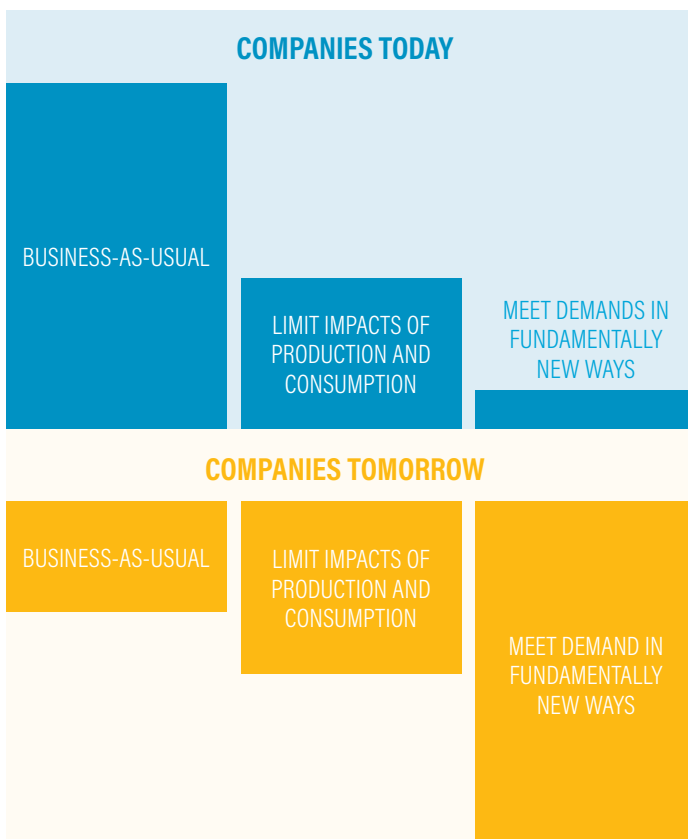 COMPANIES TODAY
BUSINESS-AS-USUAL
LIMIT IMPACTS OF
PRODUCTION AND
CONSUMPTION
MEET DEMANDS IN
FUNDAMENTALLY
NEW WAYS
COMPANIES TOMORROW
BUSINESS-AS-USUAL
LIMIT IMPACTS OF
PRODUCTION AND
CONSUMPTION
MEET DEMAND IN
FUNDAMENTALLY
NEW WAYS